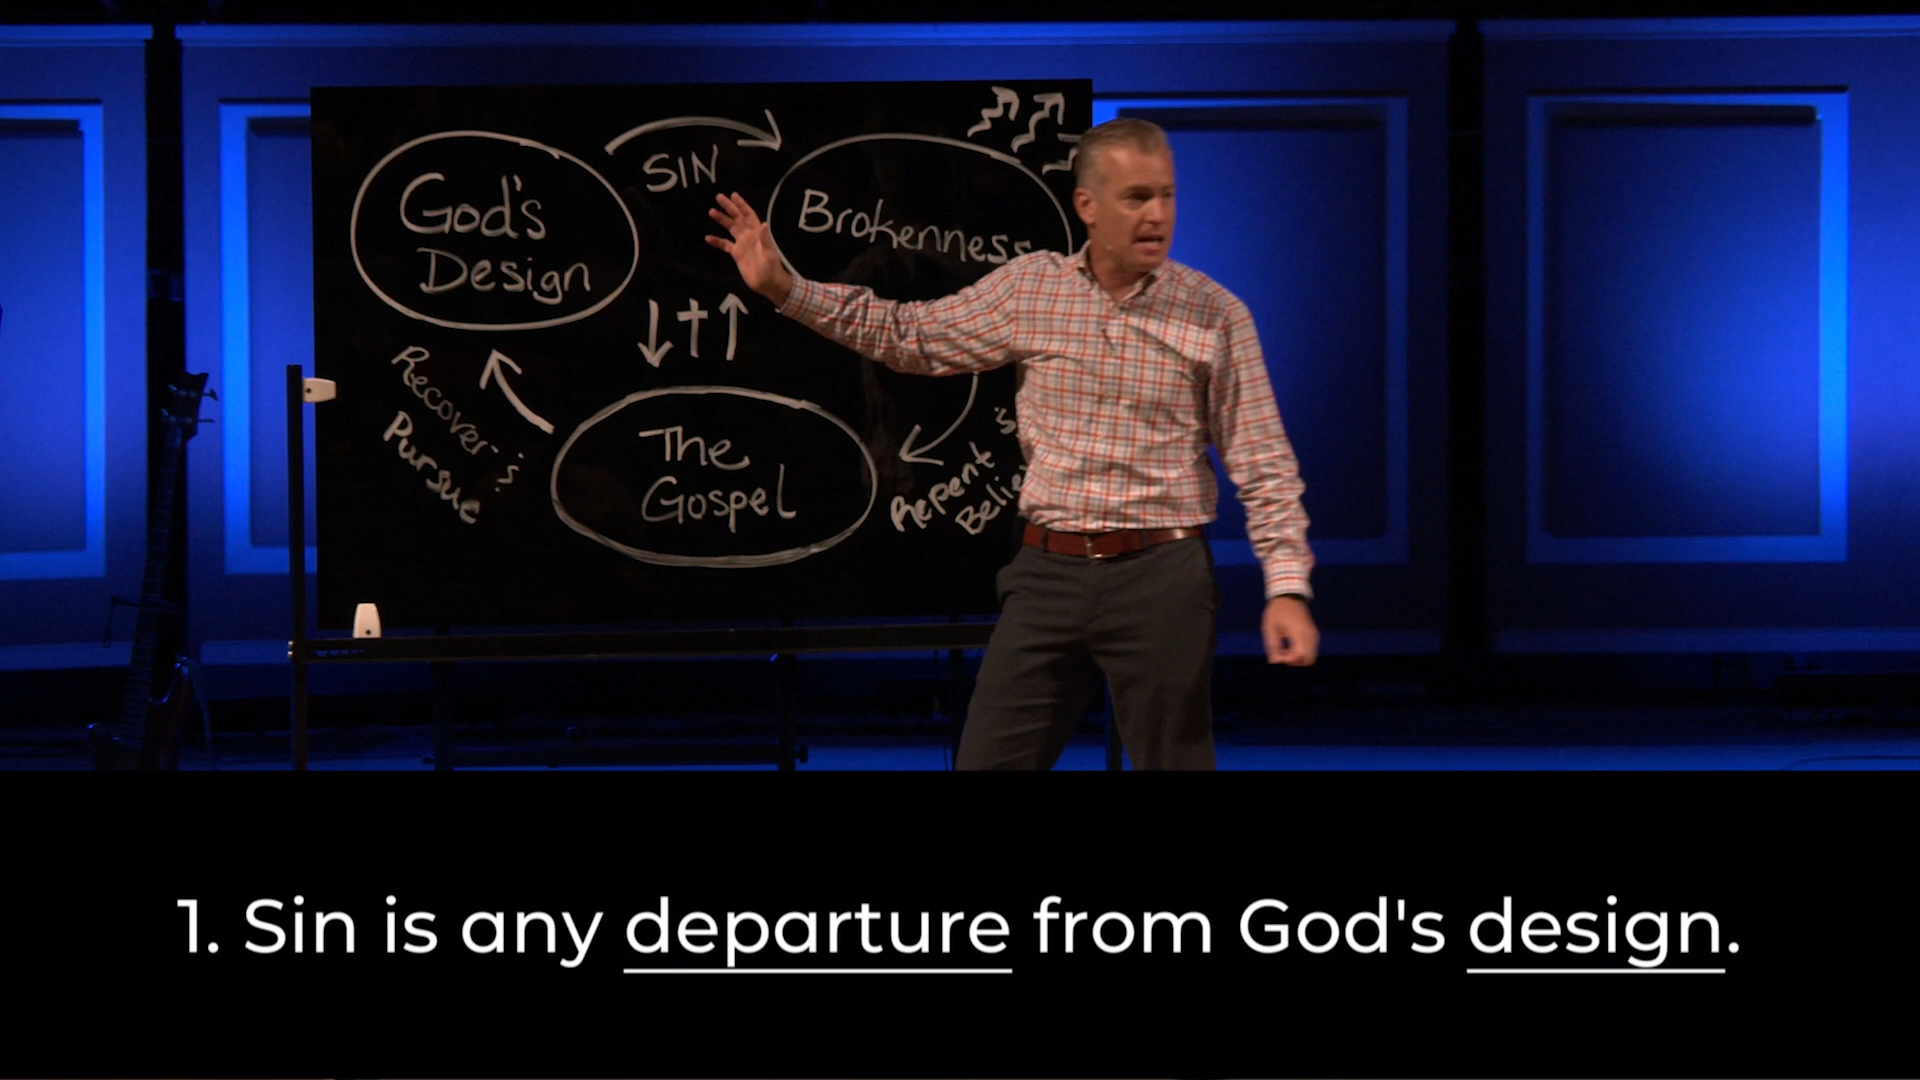 SIN
God's
Design
Brokenness
↓†↑
Recover &
Pursue
The
Gospel
Repent &
1. Sin is any departure from God's design.